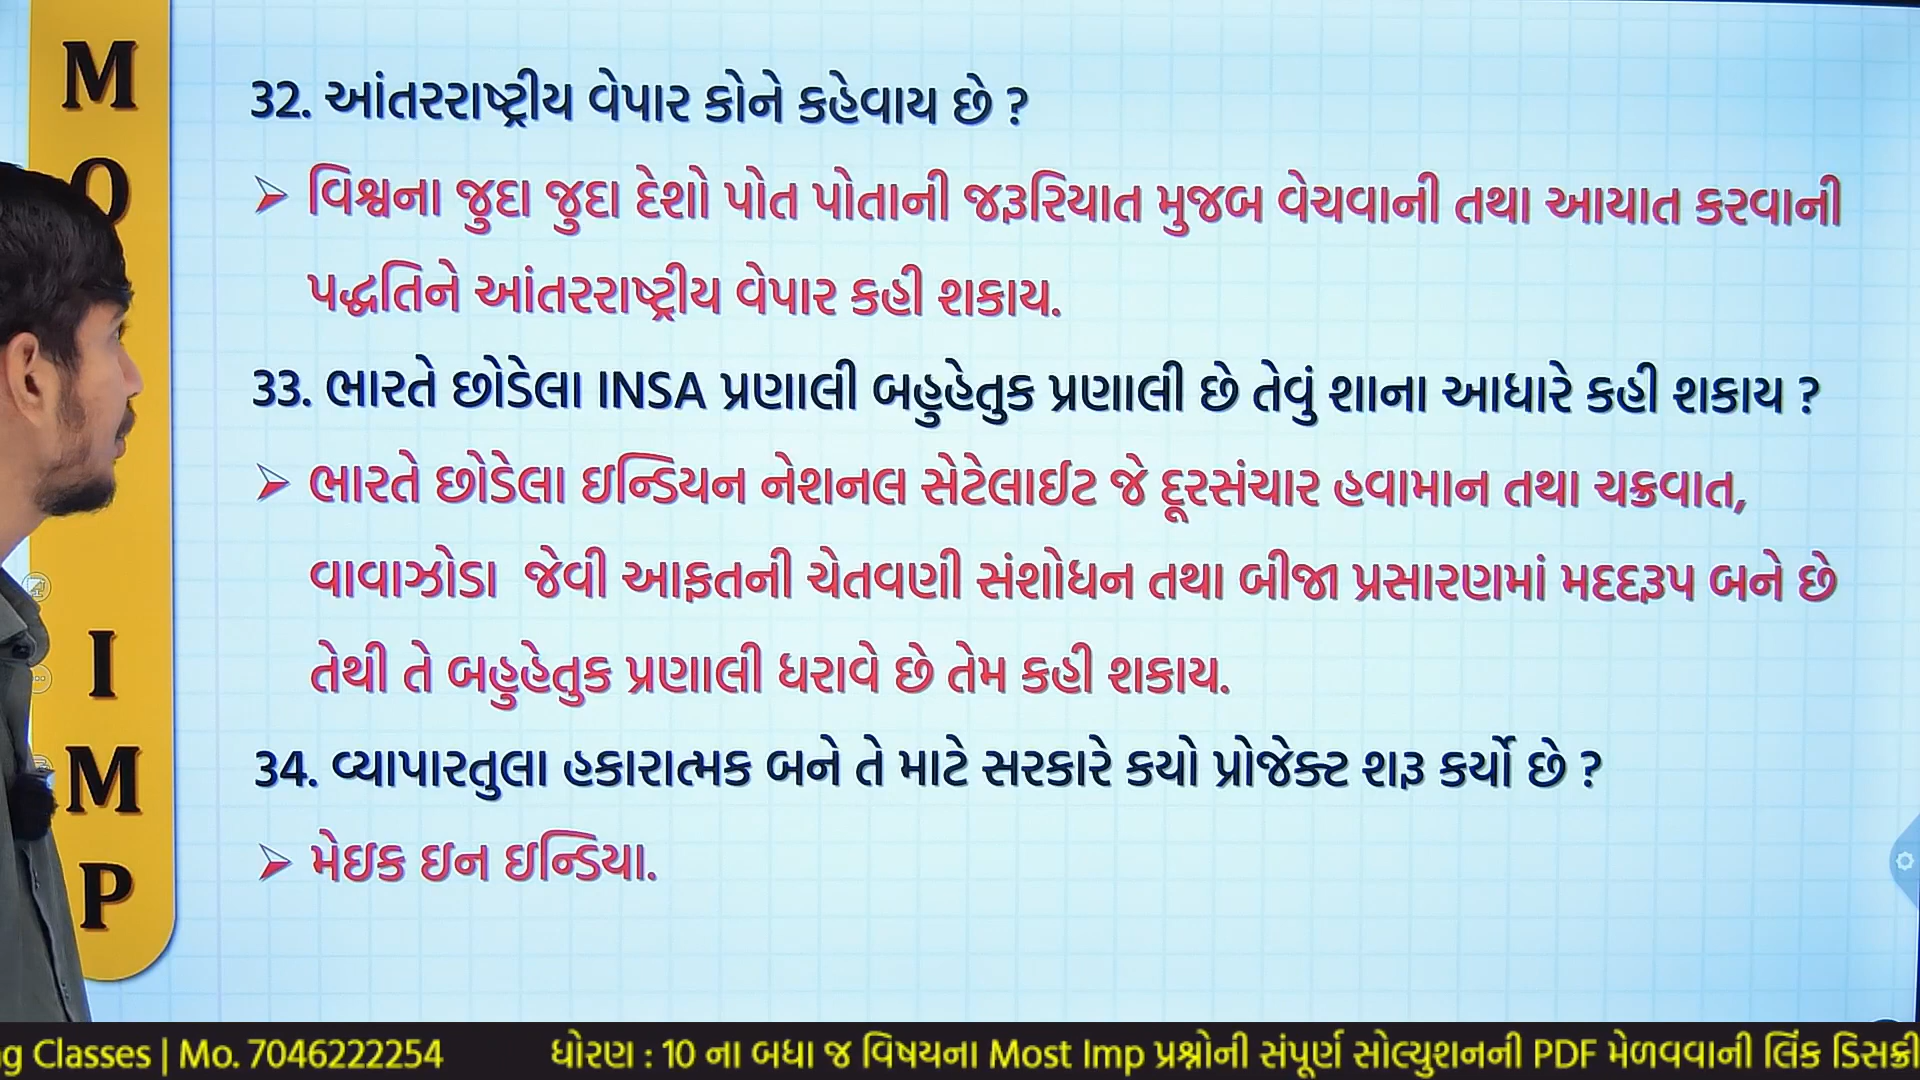 M
O
I
M
P
32. આંતરરાષ્ટ્રીય વેપાર કોને કહેવાય છે ?
➢ વિશ્વના જુદા જુદા દેશો પોત પોતાની જરૂરિયાત મુજબ વેચવાની તથા આયાત કરવાની
પદ્ધતિને આંતરરાષ્ટ્રીય વેપાર કહી શકાય.
33. ભારતે છોડેલા INSA પ્રણાલી બહુહેતુક પ્રણાલી છે તેવું શાના આધારે કહી શકાય ?
➢ ભારતે છોડેલા ઇન્ડિયન નેશનલ સેટેલાઈટ જે દૂરસંચાર હવામાન તથા ચક્રવાત,
વાવાઝોડા જેવી આફતની ચેતવણી સંશોધન તથા બીજા પ્રસારણમાં મદદરૂપ બને છે
તેથી તે બહુહેતુક પ્રણાલી ધરાવે છે તેમ કહી શકાય.
34. વ્યાપારતુલા હકારાત્મક બને તે માટે સરકારે કયો પ્રોજેક્ટ શરૂ કર્યો છે ?
➢ મેઇક ઇન ઇન્ડિયા.
g Classes | Mo. 7046222254 ધોરણ : 10 ના બધા જ વિષયના Most Imp પ્રશ્નોની સંપૂર્ણ સોલ્યુશનની PDF મેળવવાની લિંક ડિસક્રી